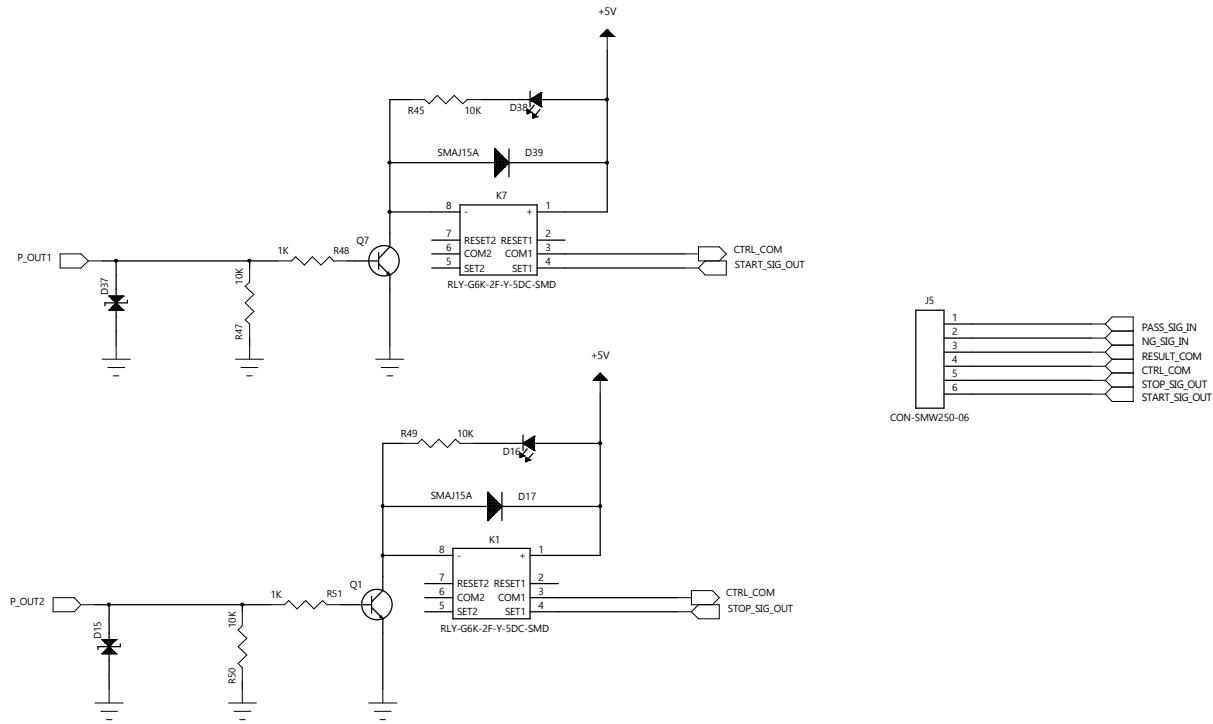 +5V
R45 10K D38
SMAJ15A D39
K7
8 - + 1
7 RESET2 RESET1 2
6 COM2 COM1 3
5 SET2 SET1 4
RLY-G6K-2F-Y-5DC-SMD
CTRL_COM
START_SIG_OUT
P_OUT1
D37
10K
R47
1K R48
Q7
J5
1
2
3
4
5
6
PASS_SIG_IN
NG_SIG_IN
RESULT_COM
CTRL_COM
STOP_SIG_OUT
START_SIG_OUT
CON-SMW250-06
+5V
R49 10K D16
SMAJ15A D17
K1
8 - + 1
7 RESET2 RESET1 2
6 COM2 COM1 3
5 SET2 SET1 4
RLY-G6K-2F-Y-5DC-SMD
CTRL_COM
STOP_SIG_OUT
P_OUT2
D15
10K
R50
1K R51
Q1